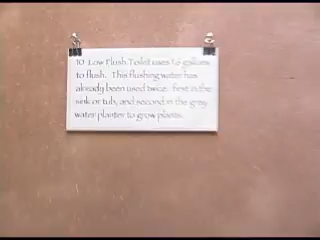 10 Low Flush Toilet uses 1.6 gallons
to flush. This flushing water has
already been used twice: first in the
sink or tub, and second in the grey
water planter to grow plants.